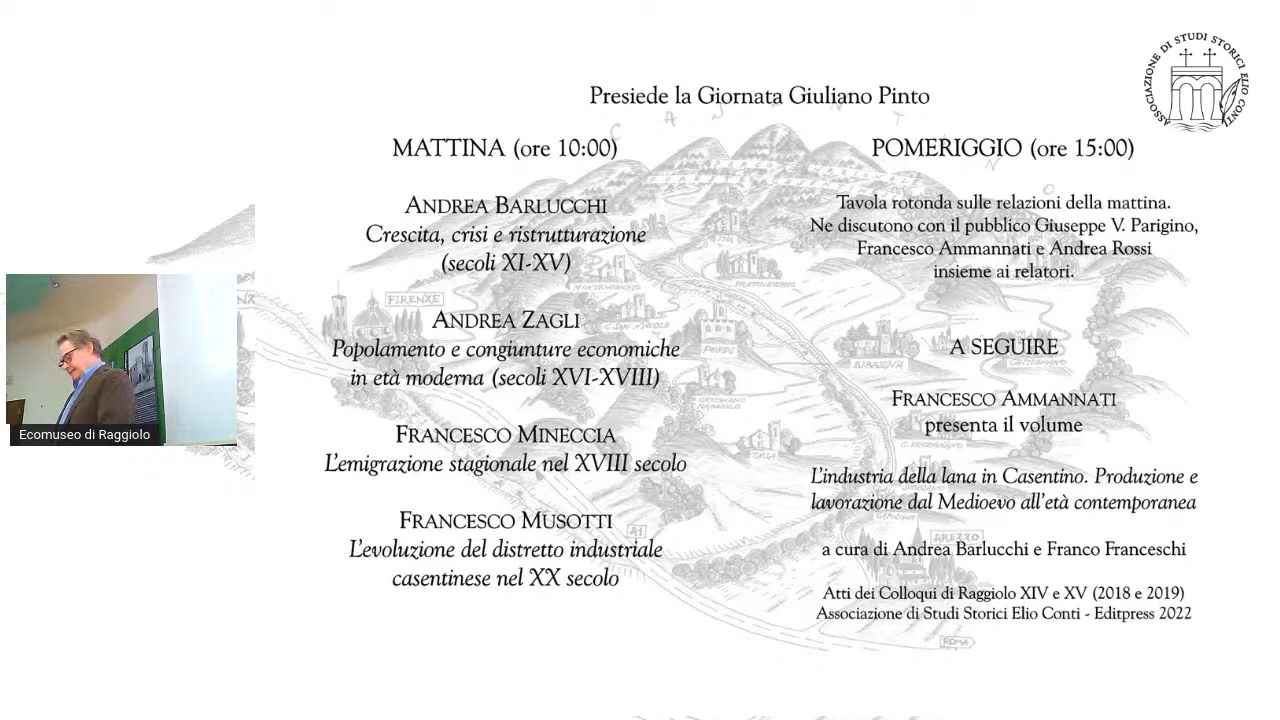 ASSOCIAZIONE DI STUDI STORICI ELIO CONTI
Presiede la Giornata Giuliano Pinto
MATTINA (ore 10:00)
ANDREA BARLUCCHI
Crescita, crisi e ristrutturazione
(secoli XI-XV)
ANDREA ZAGLI
Popolamento e congiunture economiche
in età moderna (secoli XVI-XVIII)
FRANCESCO MINECCIA
L'emigrazione stagionale nel XVIII secolo
FRANCESCO MUSOTTI
L'evoluzione del distretto industriale
casentinese nel XX secolo
POMERIGGIO (ore 15:00)
Tavola rotonda sulle relazioni della mattina.
Ne discutono con il pubblico Giuseppe V. Parigino,
Francesco Ammannati e Andrea Rossi
insieme ai relatori.
A SEGUIRE
FRANCESCO AMMANNATI
presenta il volume
L'industria della lana in Casentino. Produzione e
lavorazione dal Medioevo all'età contemporanea
a cura di Andrea Barlucchi e Franco Franceschi
Atti dei Colloqui di Raggiolo XIV e XV (2018 e 2019)
Associazione di Studi Storici Elio Conti - Editpress 2022
Ecomuseo di Raggiolo
FIRENZE
POPPI
BIBBIENA
TALLA
A1
AREZZO
ROMA